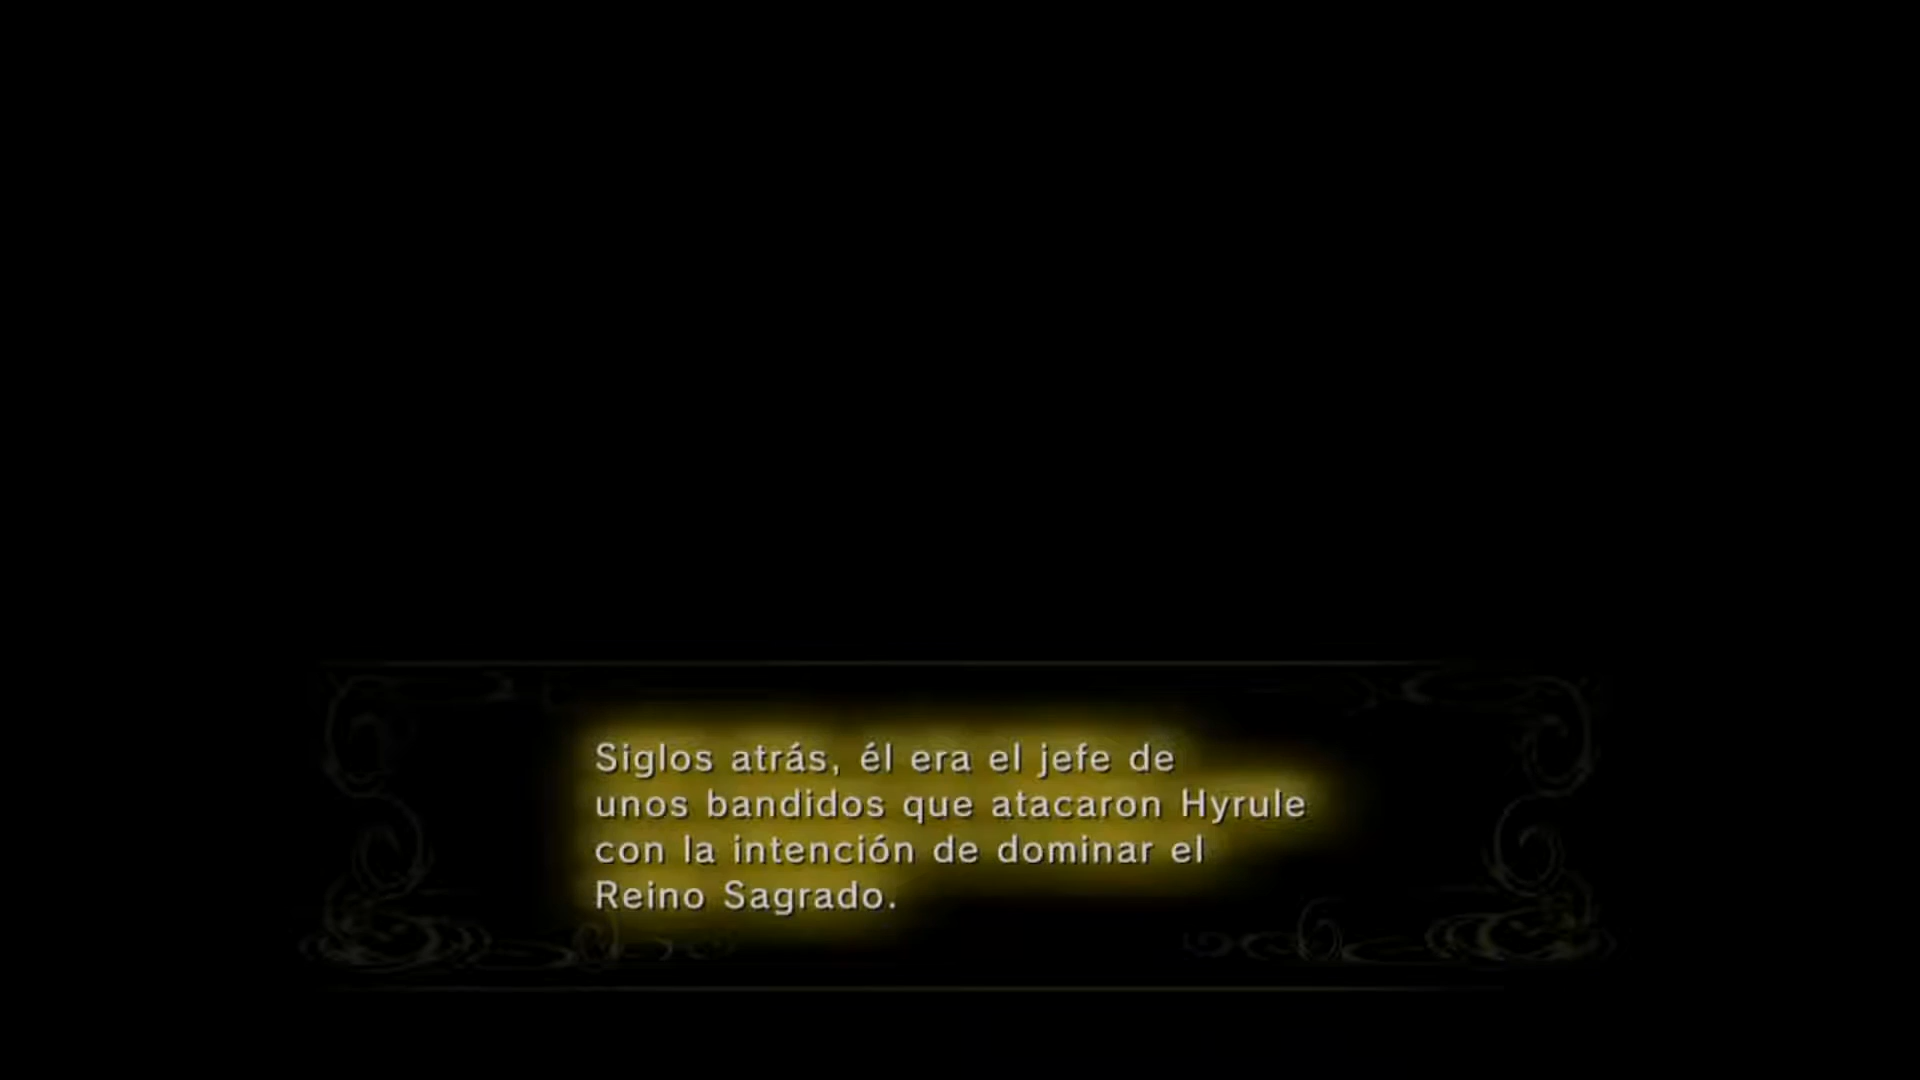 Siglos atrás, él era el jefe de
unos bandidos que atacaron Hyrule
con la intención de dominar el
Reino Sagrado.